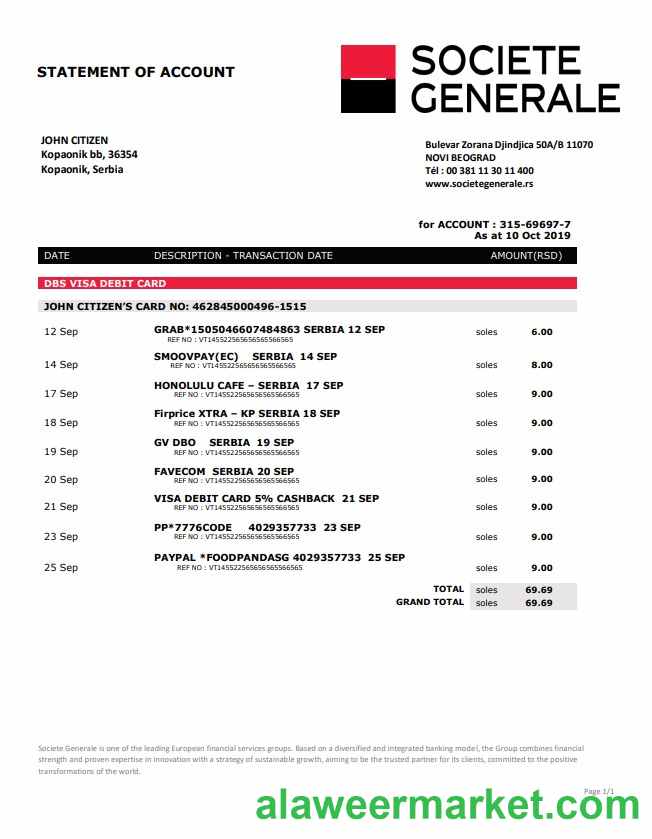 STATEMENT OF ACCOUNT
SOCIETE
GENERALE
JOHN CITIZEN
Kopaonik bb, 36354
Kopaonik, Serbia
Bulevar Zorana Djindjica 50A/B 11070
NOVI BEOGRAD
Tél : 00 381 11 30 11 400
www.societegenerale.rs
for ACCOUNT : 315-69697-7
As at 10 Oct 2019
DATE DESCRIPTION - TRANSACTION DATE AMOUNT(RSD)
DBS VISA DEBIT CARD
JOHN CITIZEN'S CARD NO: 462845000496-1515
12 Sep GRAB*1505046607484863 SERBIA 12 SEP soles 6.00
REF NO : VT145522565656565566565
14 Sep SMOOVPAY(EC) SERBIA 14 SEP soles 8.00
REF NO : VT145522565656565566565
17 Sep HONOLULU CAFE – SERBIA 17 SEP soles 9.00
REF NO : VT145522565656565566565
18 Sep Firprice XTRA – KP SERBIA 18 SEP soles 9.00
REF NO : VT145522565656565566565
19 Sep GV DBO SERBIA 19 SEP soles 9.00
REF NO : VT145522565656565566565
20 Sep FAVECOM SERBIA 20 SEP soles 9.00
REF NO : VT145522565656565566565
21 Sep VISA DEBIT CARD 5% CASHBACK 21 SEP soles 9.00
REF NO : VT145522565656565566565
23 Sep PP*7776CODE 4029357733 23 SEP soles 9.00
REF NO : VT145522565656565566565
25 Sep PAYPAL *FOODPANDASG 4029357733 25 SEP soles 9.00
REF NO : VT145522565656565566565
TOTAL soles 69.69
GRAND TOTAL soles 69.69
Societe Generale is one of the leading European financial services groups. Based on a diversified and integrated banking model, the Group combines financial
strength and proven expertise in innovation with a strategy of sustainable growth, aiming to be the trusted partner for its clients, committed to the positive
transformations of the world.
Page 1/1
alaweermarket.com